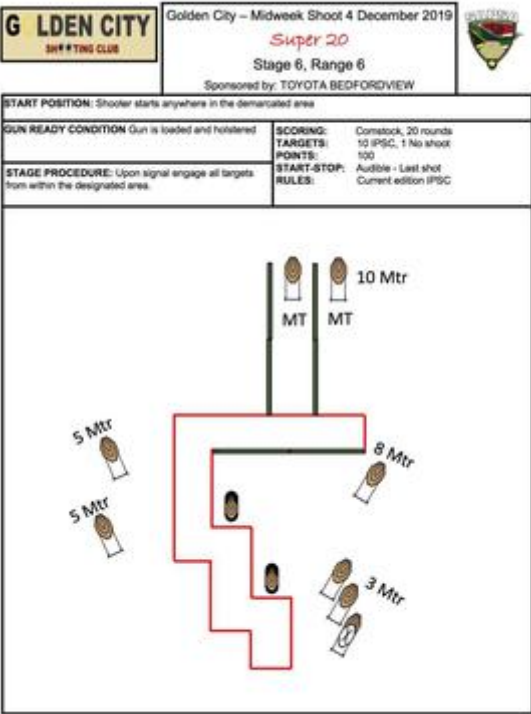 G LDEN CITY
SH**TING CLUB
Golden City – Midweek Shoot 4 December 2019
Super 20
Stage 6, Range 6
Sponsored by: TOYOTA BEDFORDVIEW
START POSITION: Shooter starts anywhere in the demarcated area
GUN READY CONDITION Gun is loaded and holstered
STAGE PROCEDURE: Upon signal engage all targets
from within the designated area.
SCORING: Comstock, 20 rounds
TARGETS: 10 IPSC, 1 No shoot
POINTS: 100
START-STOP: Audible - Last shot
RULES: Current edition IPSC
10 Mtr
MT MT
5 Mtr
8 Mtr
5 Mtr
3 Mtr